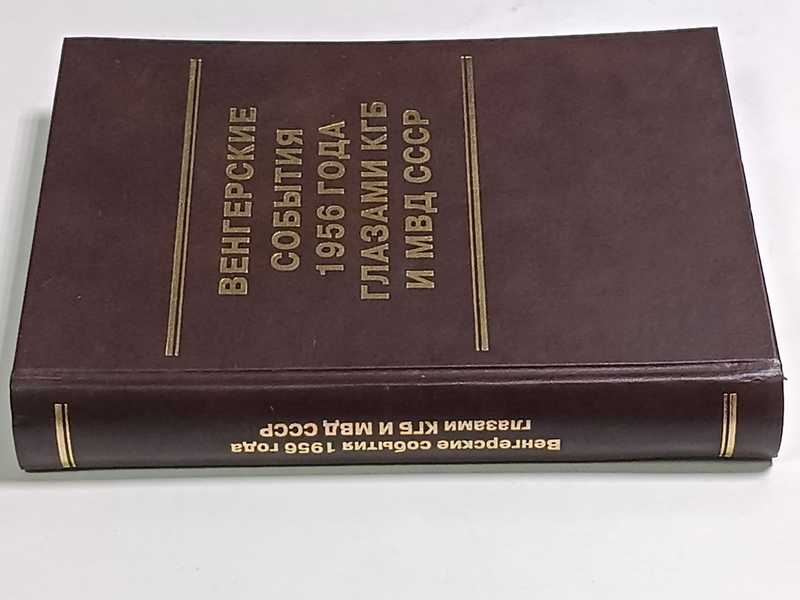 ВЕНГЕРСКИЕ
СОБЫТИЯ
1956 ГОДА
ГЛАЗАМИ КГБ
И МВД СССР
Венгерские события 1956 года
глазами КГБ И МВД СССР